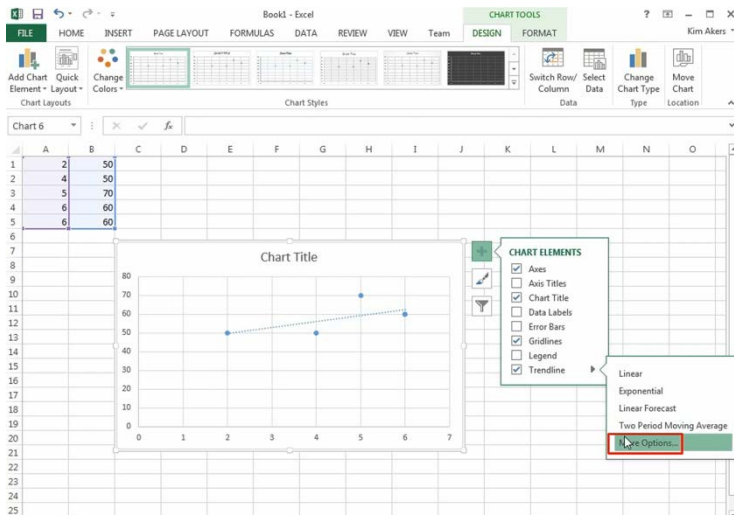 Book1 - Excel
CHART TOOLS
FILE HOME INSERT PAGE LAYOUT FORMULAS DATA REVIEW VIEW Team DESIGN FORMAT
Kim Akers
Add Chart Element
Quick Layout
Change Colors
Switch Row/ Column
Select Data
Change Chart Type
Move Chart
Chart Layouts
Chart Styles
Data
Type
Location
Chart 6
fx
A B C D E F G H I J K L M N O
1 2 50
2 4 50
3 5 70
4 6 60
5 6 60
6
7
8
9
10
11
12
13
14
15
16
17
18
19
20
21
22
23
24
25
Chart Title
80
70
60
50
40
30
20
10
0
0 1 2 3 4 5 6 7
CHART ELEMENTS
Axes
Axis Titles
Chart Title
Data Labels
Error Bars
Gridlines
Legend
Trendline
Linear
Exponential
Linear Forecast
Two Period Moving Average
More Options...